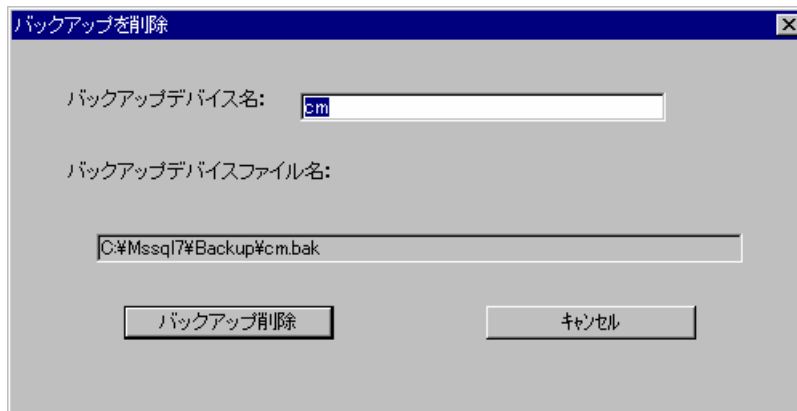 バックアップを削除
バックアップデバイス名:
cm
バックアップデバイスファイル名:
C:¥Mssql7¥Backup¥cm.bak
バックアップ削除
キャンセル